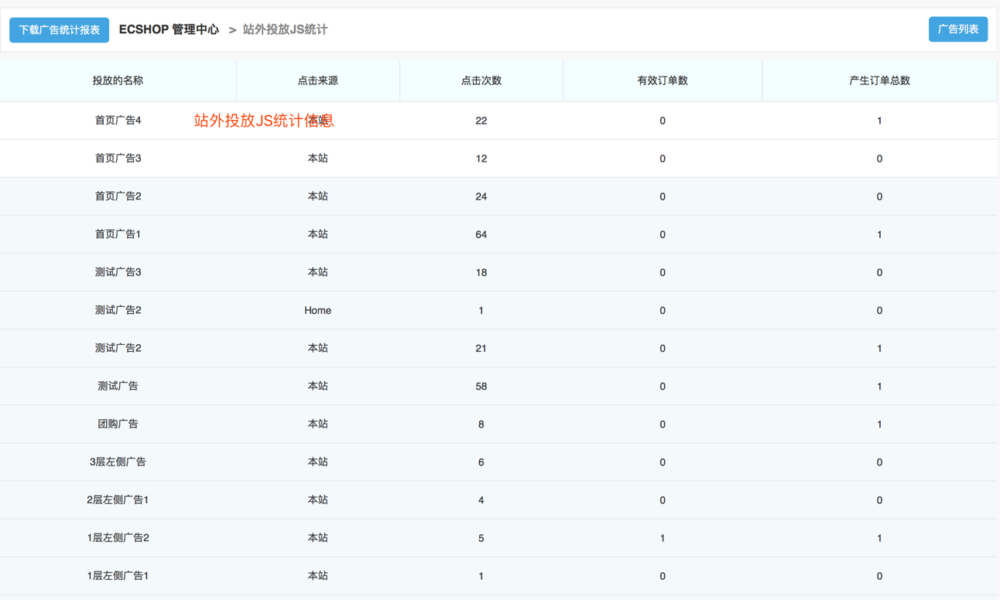 下载广告统计报表 ECSHOP 管理中心 > 站外投放JS统计 广告列表
投放的名称 点击来源 点击次数 有效订单数 产生订单总数
首页广告4 站外投放JS统计信息 本站 22 0 1
首页广告3 本站 12 0 0
首页广告2 本站 24 0 0
首页广告1 本站 64 0 1
测试广告3 本站 18 0 0
测试广告2 Home 1 0 0
测试广告2 本站 21 0 1
测试广告 本站 58 0 1
团购广告 本站 8 0 1
3层左侧广告 本站 6 0 0
2层左侧广告1 本站 4 0 0
1层左侧广告2 本站 5 1 1
1层左侧广告1 本站 1 0 0